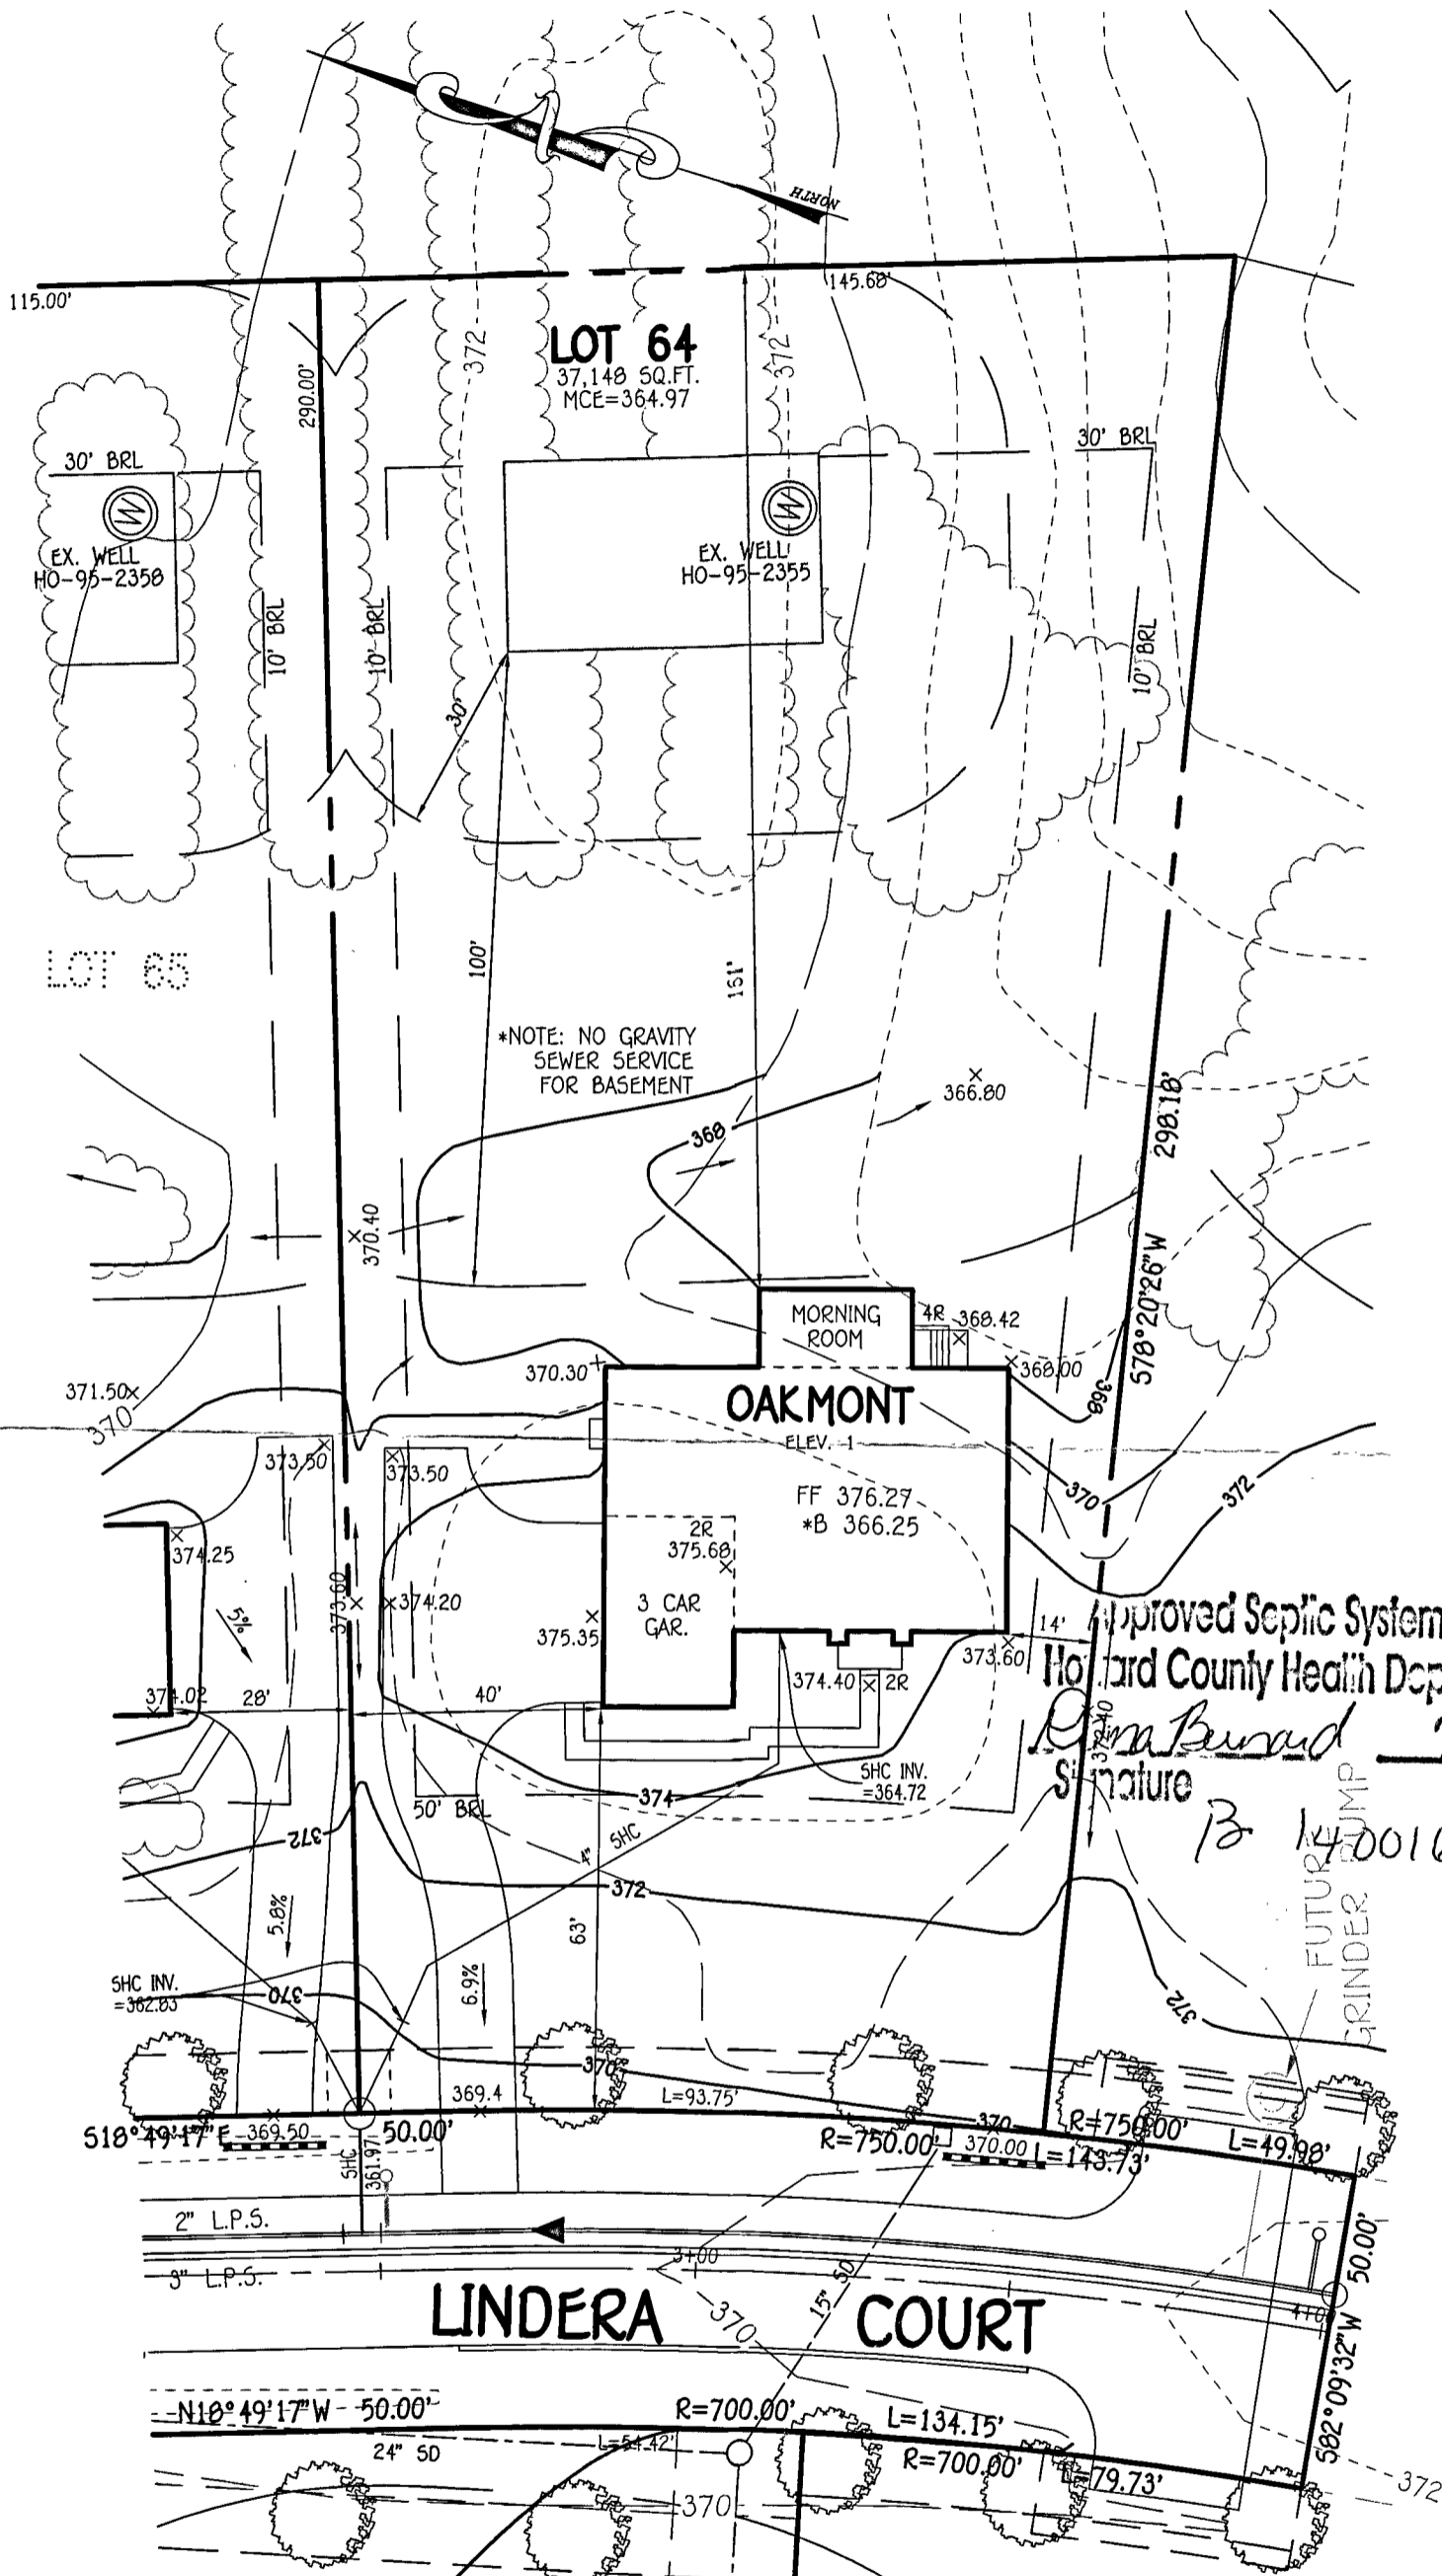 NORTH
115.00'
145.68'
LOT 64
37,148 SQ.FT.
MCE=364.97
372
372
290.00'
30' BRL
30' BRL
EX. WELL
HO-95-2358
EX. WELL
HO-95-2355
10' BRL
10' BRL
10' BRL
30'
LOT 65
100'
161'
*NOTE: NO GRAVITY
SEWER SERVICE
FOR BASEMENT
366.80
368
298.18'
S78°20'26"W
370.40
MORNING
ROOM
4R
368.42
370.30
368.00
371.50
370
368
OAKMONT
ELEV. 1
373.50
373.50
370
372
FF 376.27
*B 366.25
2R
375.68
374.25
5%
373.60
374.20
3 CAR
GAR.
375.35
14'
Approved Septic System
Howard County Health Dep
374.40
2R
373.60
374.02
28'
40'
372.40
Signature
SHC INV.
=364.72
374
50' BRL
B 140016
FUTURE
GRINDER PUMP
372
4" SHC
372
5.8%
63'
6.9%
SHC INV.
=362.83
370
372
370
369.4
L=93.75'
S18°49'17"E
369.50
50.00'
370
R=750.00'
R=750.00'
370.00
L=143.73'
L=49.98'
SHC
361.97
2" L.P.S.
3" L.P.S.
3+00
4+00
50.00'
LINDERA COURT
370
15" SD
S82°09'32"W
N18°49'17"W
50.00'
R=700.00'
L=134.15'
24" SD
L=54.42'
R=700.00'
L=79.73'
370
372